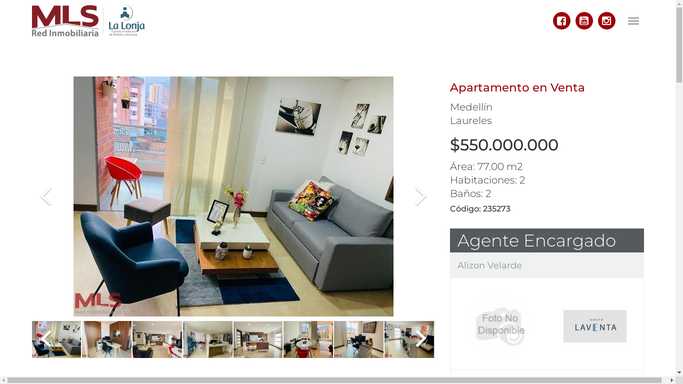 MLS
Red Inmobiliaria
La Lonja
Apartamento en Venta
Medellín
Laureles
$550.000.000
Área: 77.00 m2
Habitaciones: 2
Baños: 2
Código: 235273
Agente Encargado
Alizon Velarde
Foto No
Disponible
LAVENTA
MLS